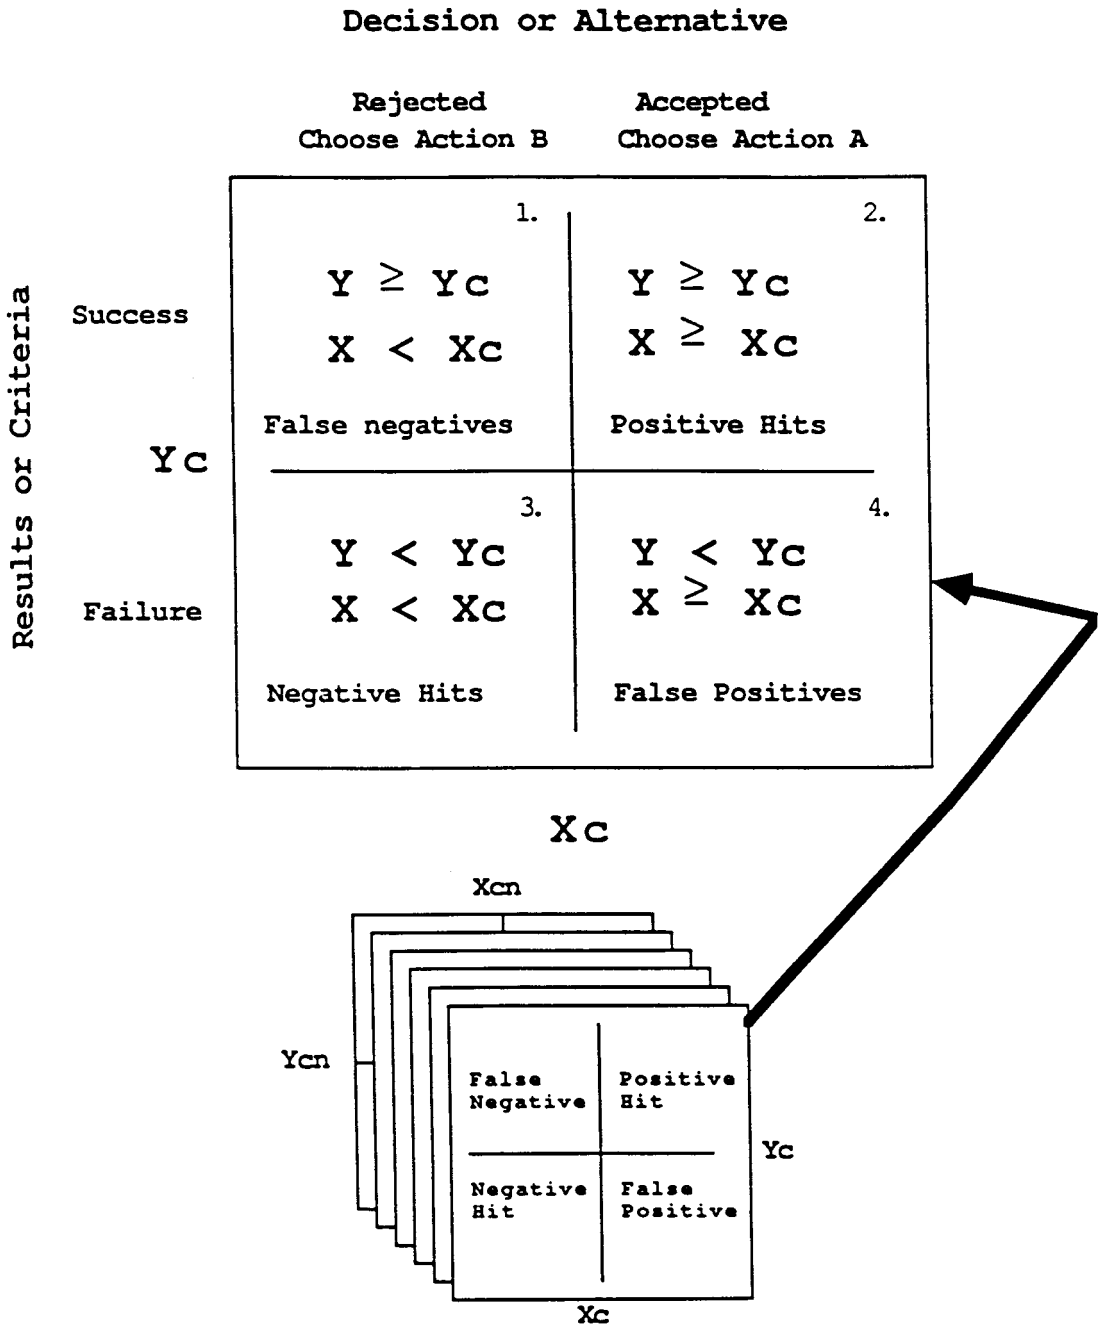 Decision or Alternative
Rejected
Choose Action B
Accepted
Choose Action A
Results or Criteria
Success
Yc
Failure
1.
Y ≥ Yc
X < Xc
False negatives
2.
Y ≥ Yc
X ≥ Xc
Positive Hits
3.
Y < Yc
X < Xc
Negative Hits
4.
Y < Yc
X ≥ Xc
False Positives
Xc
Xcn
Ycn
False
Negative
Positive
Hit
Yc
Negative
Hit
False
Positive
Xc